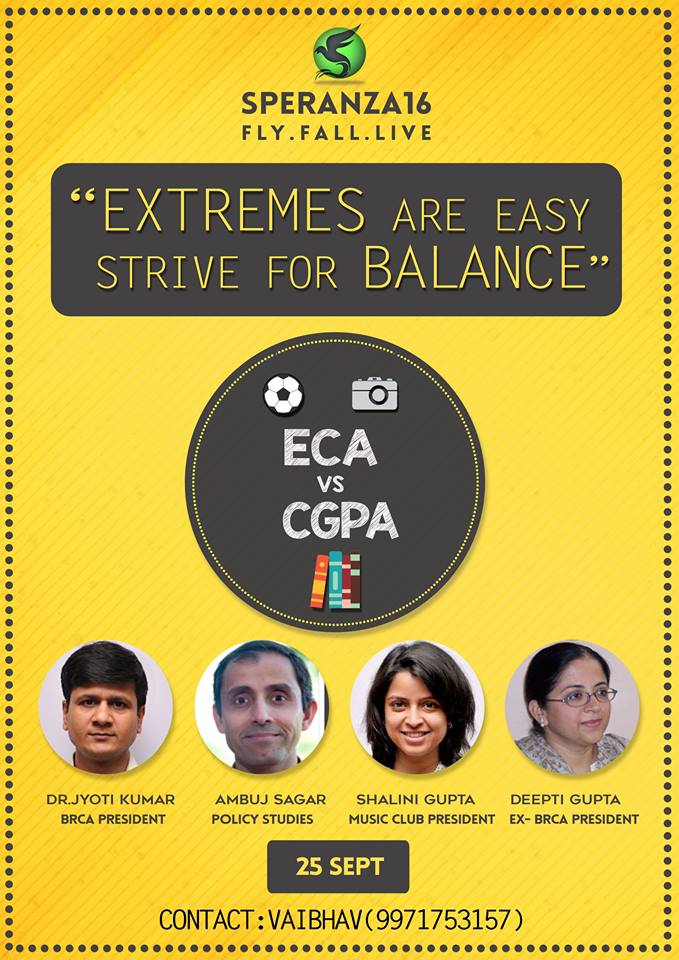 SPERANZA16
FLY.FALL.LIVE
“EXTREMES ARE EASY
STRIVE FOR BALANCE”
ECA
VS
CGPA
DR.JYOTI KUMAR
BRCA PRESIDENT
AMBUJ SAGAR
POLICY STUDIES
SHALINI GUPTA
MUSIC CLUB PRESIDENT
DEEPTI GUPTA
EX- BRCA PRESIDENT
25 SEPT
CONTACT:VAIBHAV(9971753157)